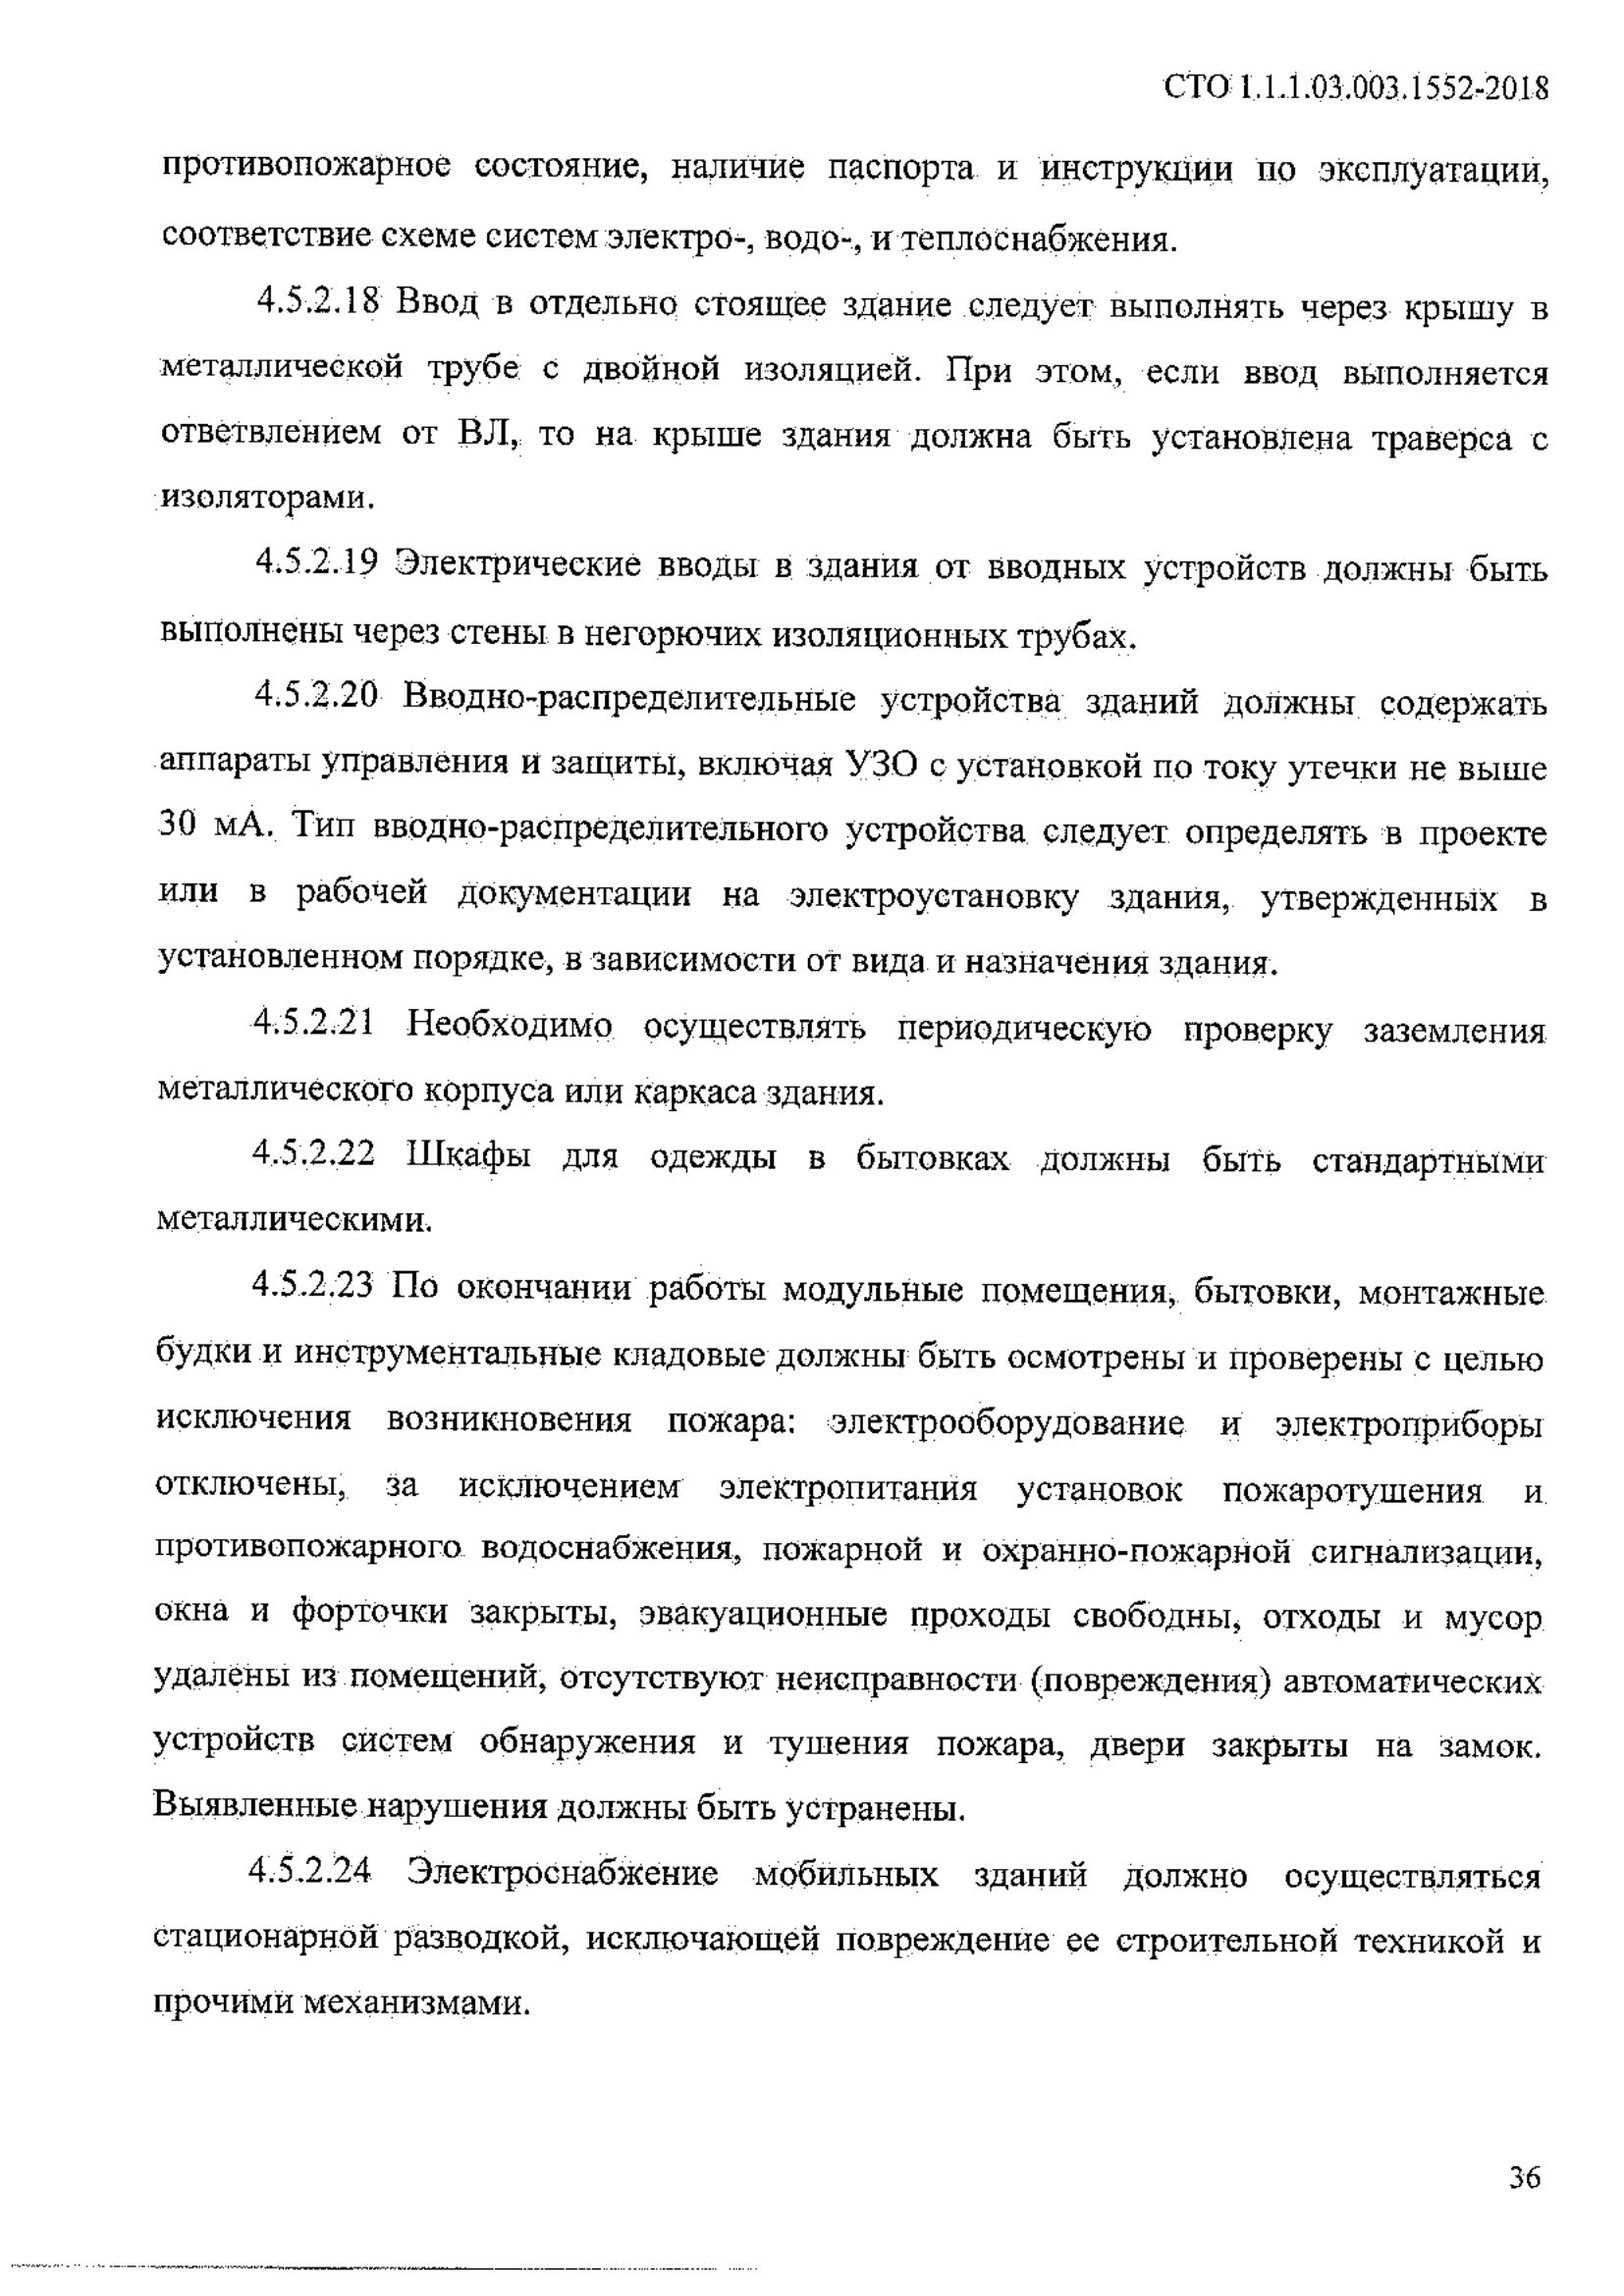 СТО 1.1.1.03.003.1552-2018
противопожарное состояние, наличие паспорта и инструкции по эксплуатации,
соответствие схеме систем электро-, водо-, и теплоснабжения.
4.5.2.18 Ввод в отдельно стоящее здание следует выполнять через крышу в
металлической трубе с двойной изоляцией. При этом, если ввод выполняется
ответвлением от ВЛ, то на крыше здания должна быть установлена траверса с
изоляторами.
4.5.2.19 Электрические вводы в здания от вводных устройств должны быть
выполнены через стены в негорючих изоляционных трубах.
4.5.2.20 Вводно-распределительные устройства зданий должны содержать
аппараты управления и защиты, включая УЗО с установкой по току утечки не выше
30 мА. Тип вводно-распределительного устройства следует определять в проекте
или в рабочей документации на электроустановку здания, утвержденных в
установленном порядке, в зависимости от вида и назначения здания.
4.5.2.21 Необходимо осуществлять периодическую проверку заземления
металлического корпуса или каркаса здания.
4.5.2.22 Шкафы для одежды в бытовках должны быть стандартными
металлическими.
4.5.2.23 По окончании работы модульные помещения, бытовки, монтажные
будки и инструментальные кладовые должны быть осмотрены и проверены с целью
исключения возникновения пожара: электрооборудование и электроприборы
отключены, за исключением электропитания установок пожаротушения и
противопожарного водоснабжения, пожарной и охранно-пожарной сигнализации,
окна и форточки закрыты, эвакуационные проходы свободны, отходы и мусор
удалены из помещений, отсутствуют неисправности (повреждения) автоматических
устройств систем обнаружения и тушения пожара, двери закрыты на замок.
Выявленные нарушения должны быть устранены.
4.5.2.24 Электроснабжение мобильных зданий должно осуществляться
стационарной разводкой, исключающей повреждение ее строительной техникой и
прочими механизмами.
36